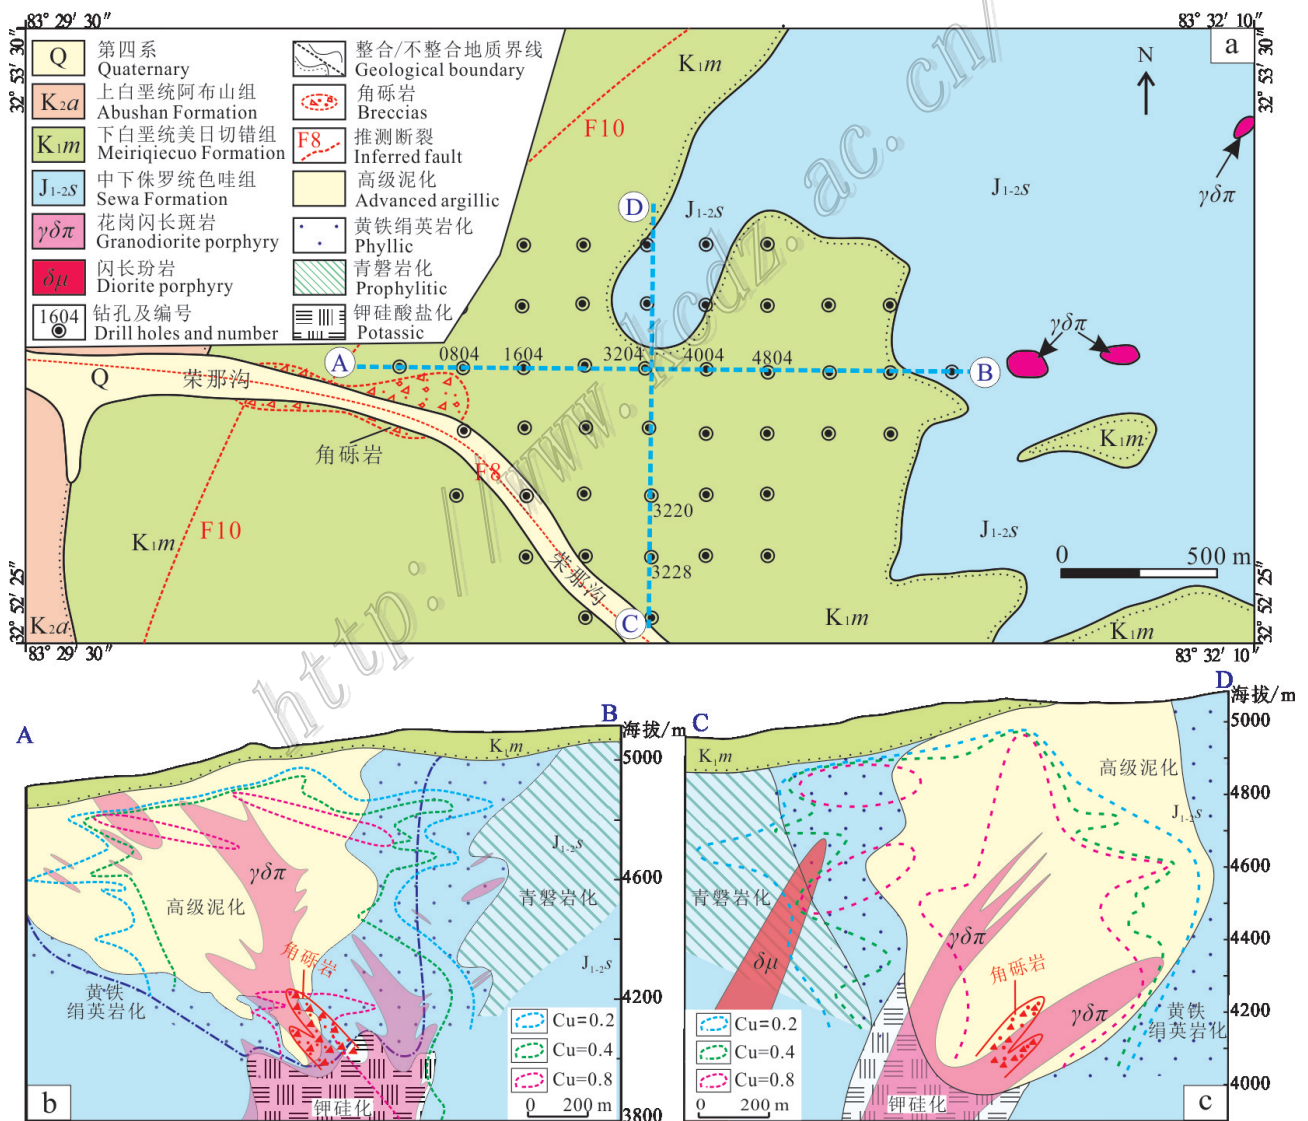 83°29′30″
83°32′10″
32°53′30″
32°53′30″
a
N
Q 第四系
Quaternary
K2a 上白垩统阿布山组
Abushan Formation
K1m 下白垩统美日切错组
Meiriqiecuo Formation
J1-2s 中下侏罗统色哇组
Sewa Formation
γδπ 花岗闪长斑岩
Granodiorite porphyry
δμ 闪长玢岩
Diorite porphyry
1604 钻孔及编号
Drill holes and number
整合/不整合地质界线
Geological boundary
角砾岩
Breccias
F8 推测断裂
Inferred fault
高级泥化
Advanced argillic
黄铁绢英岩化
Phyllic
青磐岩化
Prophylitic
钾硅酸盐化
Potassic
K1m
F10
J1-2s
J1-2s
γδπ
D
A
0804
1604
3204
4004
4804
B
γδπ
Q
荣那沟
角砾岩
F8
K1m
F10
K1m
3220
J1-2s
3228
荣那沟
0
500 m
C
K2a
K1m
K1m
32°52′25″
32°52′25″
83°29′30″
83°32′10″
http://www.kcdz.ac.cn/
A
B
海拔/m
K1m
5000
J1-2s
4600
γδπ
高级泥化
青磐岩化
角砾岩
J1-2s
黄铁
绢英岩化
4200
Cu=0.2
Cu=0.4
Cu=0.8
b
钾硅化
0
200 m
3800
C
D
海拔/m
K1m
5000
高级泥化
4800
J1-2s
4600
青磐岩化
γδπ
4400
δμ
角砾岩
4200
γδπ
黄铁
绢英岩化
Cu=0.2
Cu=0.4
Cu=0.8
4000
钾硅化
0
200 m
c